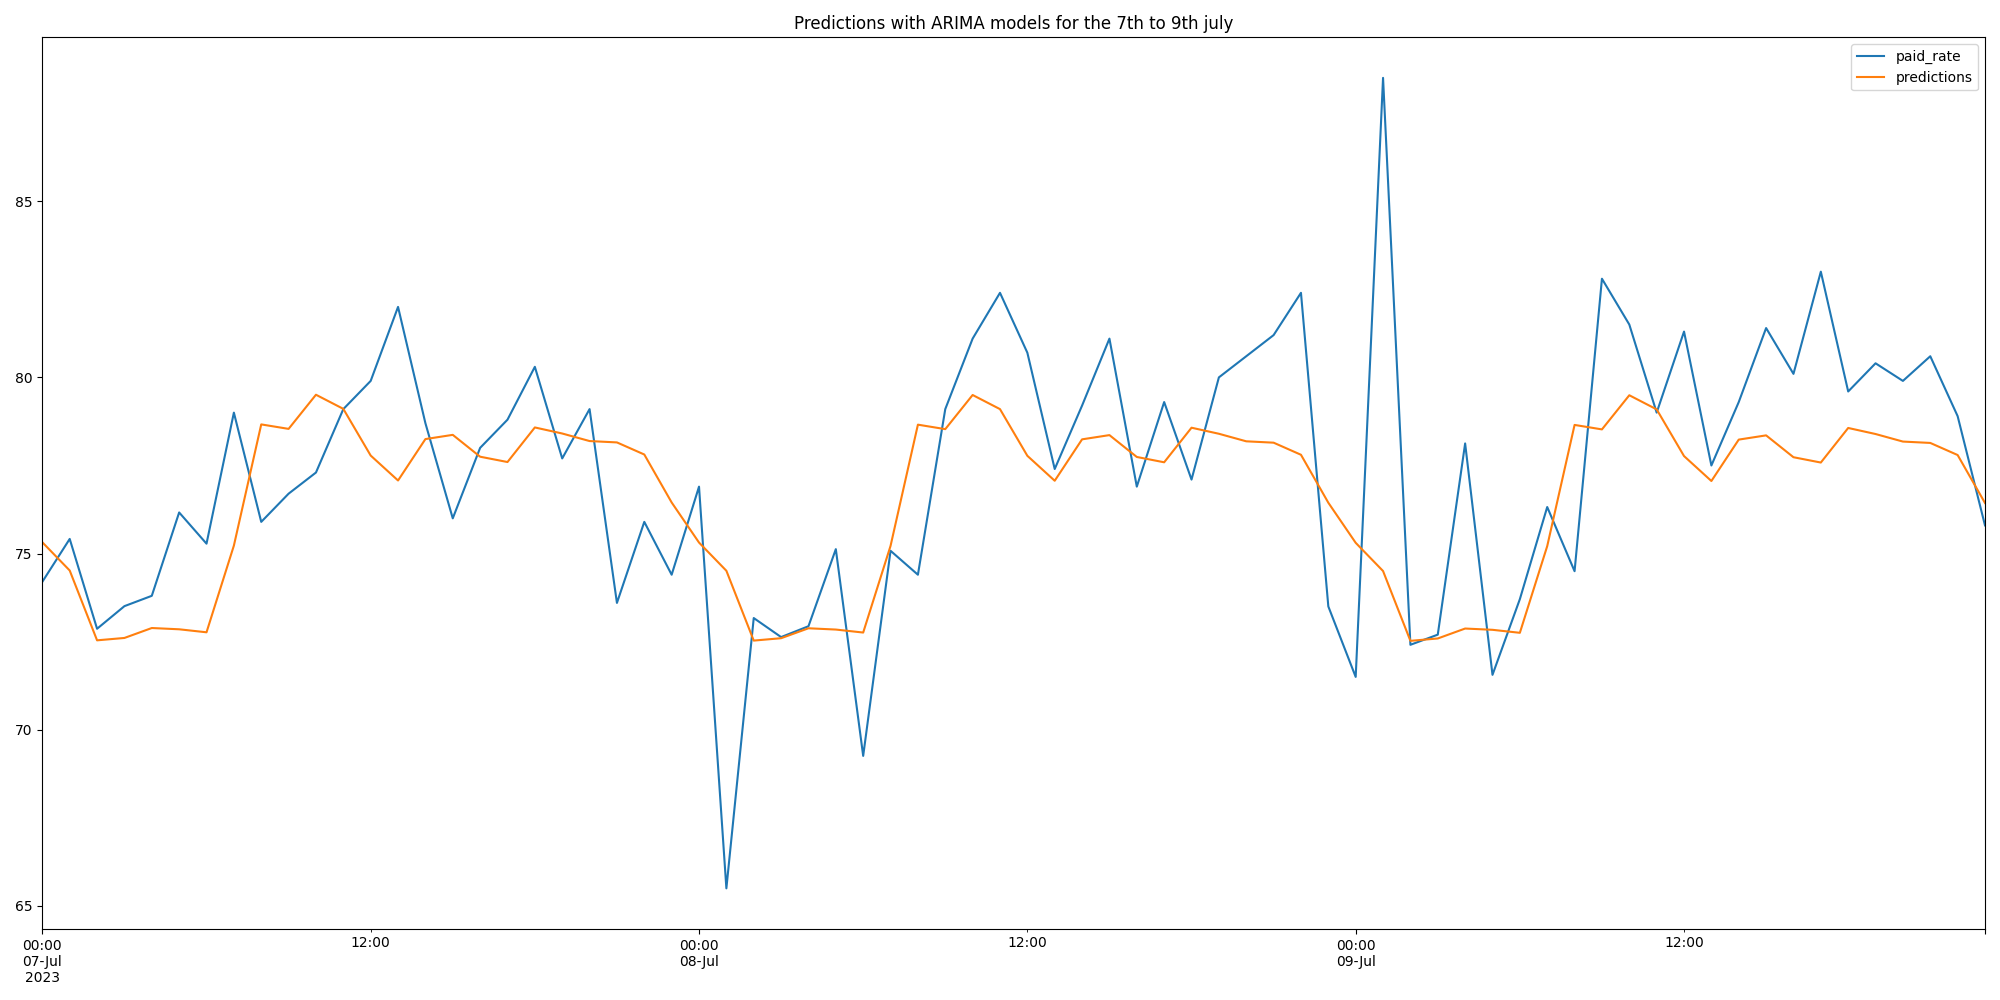 Predictions with ARIMA models for the 7th to 9th july
paid_rate
predictions
85
80
75
70
65
00:00
07-Jul
2023
12:00
00:00
08-Jul
12:00
00:00
09-Jul
12:00